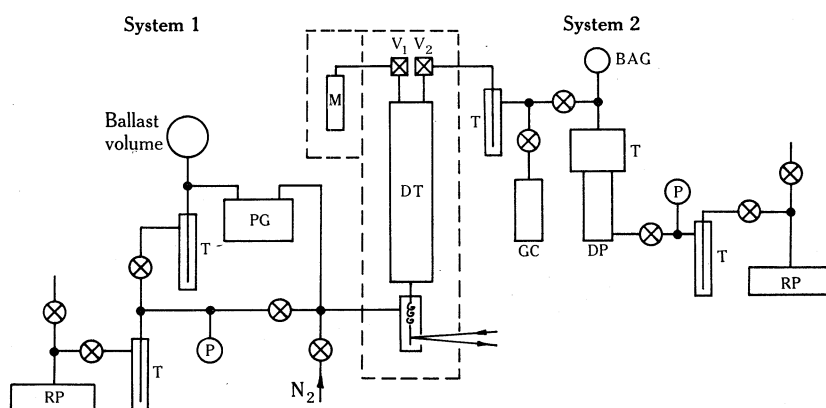 System 1
System 2
V1 V2
BAG
M
Ballast
volume
T
T
DT
P
PG
T
GC
DP
T
RP
P
T
RP
N2